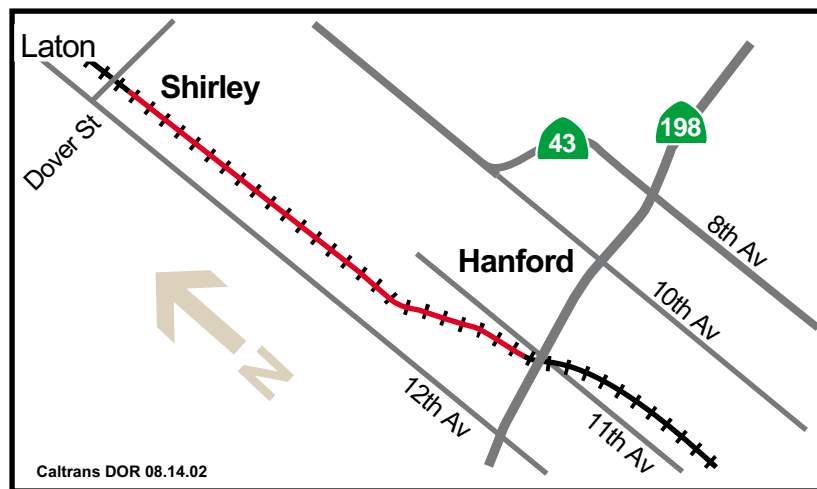 Laton
Shirley
Dover St
43
198
Hanford
8th Av
10th Av
N
12th Av
11th Av
Caltrans DOR 08.14.02